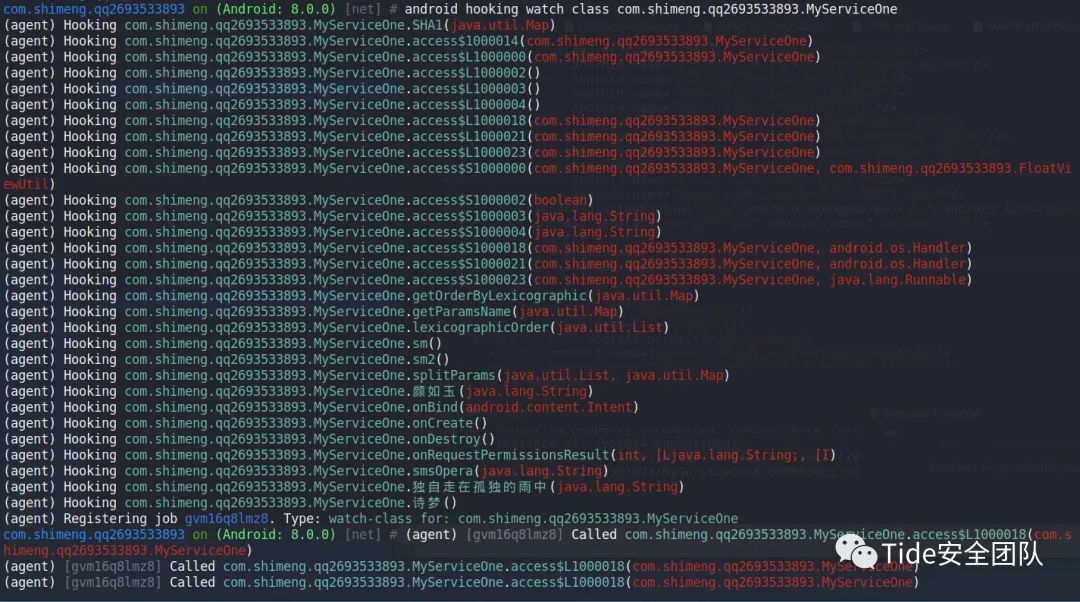 com.shimeng.qq2693533893 on (Android: 8.0.0) [net] # android hooking watch class com.shimeng.qq2693533893.MyServiceOne
(agent) Hooking com.shimeng.qq2693533893.MyServiceOne.SHA1(java.util.Map)
(agent) Hooking com.shimeng.qq2693533893.MyServiceOne.access$1000014(com.shimeng.qq2693533893.MyServiceOne)
(agent) Hooking com.shimeng.qq2693533893.MyServiceOne.access$L1000000(com.shimeng.qq2693533893.MyServiceOne)
(agent) Hooking com.shimeng.qq2693533893.MyServiceOne.access$L1000002()
(agent) Hooking com.shimeng.qq2693533893.MyServiceOne.access$L1000003()
(agent) Hooking com.shimeng.qq2693533893.MyServiceOne.access$L1000004()
(agent) Hooking com.shimeng.qq2693533893.MyServiceOne.access$L1000018(com.shimeng.qq2693533893.MyServiceOne)
(agent) Hooking com.shimeng.qq2693533893.MyServiceOne.access$L1000021(com.shimeng.qq2693533893.MyServiceOne)
(agent) Hooking com.shimeng.qq2693533893.MyServiceOne.access$L1000023(com.shimeng.qq2693533893.MyServiceOne)
(agent) Hooking com.shimeng.qq2693533893.MyServiceOne.access$S1000000(com.shimeng.qq2693533893.MyServiceOne, com.shimeng.qq2693533893.FloatVi
ewUtil)
(agent) Hooking com.shimeng.qq2693533893.MyServiceOne.access$S1000002(boolean)
(agent) Hooking com.shimeng.qq2693533893.MyServiceOne.access$S1000003(java.lang.String)
(agent) Hooking com.shimeng.qq2693533893.MyServiceOne.access$S1000004(java.lang.String)
(agent) Hooking com.shimeng.qq2693533893.MyServiceOne.access$S1000018(com.shimeng.qq2693533893.MyServiceOne, android.os.Handler)
(agent) Hooking com.shimeng.qq2693533893.MyServiceOne.access$S1000021(com.shimeng.qq2693533893.MyServiceOne, android.os.Handler)
(agent) Hooking com.shimeng.qq2693533893.MyServiceOne.access$S1000023(com.shimeng.qq2693533893.MyServiceOne, java.lang.Runnable)
(agent) Hooking com.shimeng.qq2693533893.MyServiceOne.getOrderByLexicographic(java.util.Map)
(agent) Hooking com.shimeng.qq2693533893.MyServiceOne.getParamsName(java.util.Map)
(agent) Hooking com.shimeng.qq2693533893.MyServiceOne.lexicographicOrder(java.util.List)
(agent) Hooking com.shimeng.qq2693533893.MyServiceOne.sm()
(agent) Hooking com.shimeng.qq2693533893.MyServiceOne.sm2()
(agent) Hooking com.shimeng.qq2693533893.MyServiceOne.splitParams(java.util.List, java.util.Map)
(agent) Hooking com.shimeng.qq2693533893.MyServiceOne.颜如玉(java.lang.String)
(agent) Hooking com.shimeng.qq2693533893.MyServiceOne.onBind(android.content.Intent)
(agent) Hooking com.shimeng.qq2693533893.MyServiceOne.onCreate()
(agent) Hooking com.shimeng.qq2693533893.MyServiceOne.onDestroy()
(agent) Hooking com.shimeng.qq2693533893.MyServiceOne.onRequestPermissionsResult(int, [Ljava.lang.String;, [I)
(agent) Hooking com.shimeng.qq2693533893.MyServiceOne.smsOpera(java.lang.String)
(agent) Hooking com.shimeng.qq2693533893.MyServiceOne.独自走在孤独的雨中(java.lang.String)
(agent) Hooking com.shimeng.qq2693533893.MyServiceOne.诗梦()
(agent) Registering job gvm16q8lmz8. Type: watch-class for: com.shimeng.qq2693533893.MyServiceOne
com.shimeng.qq2693533893 on (Android: 8.0.0) [net] # (agent) [gvm16q8lmz8] Called com.shimeng.qq2693533893.MyServiceOne.access$L1000018(com.s
himeng.qq2693533893.MyServiceOne)
(agent) [gvm16q8lmz8] Called com.shimeng.qq2693533893.MyServiceOne.access$L1000018(com.shimeng.qq2693533893.MyServiceOne)
(agent) [gvm16q8lmz8] Called com.shimeng.qq2693533893.MyServiceOne.access$L1000018(com.shimeng.qq2693533893.MyServiceOne)
Tide安全团队